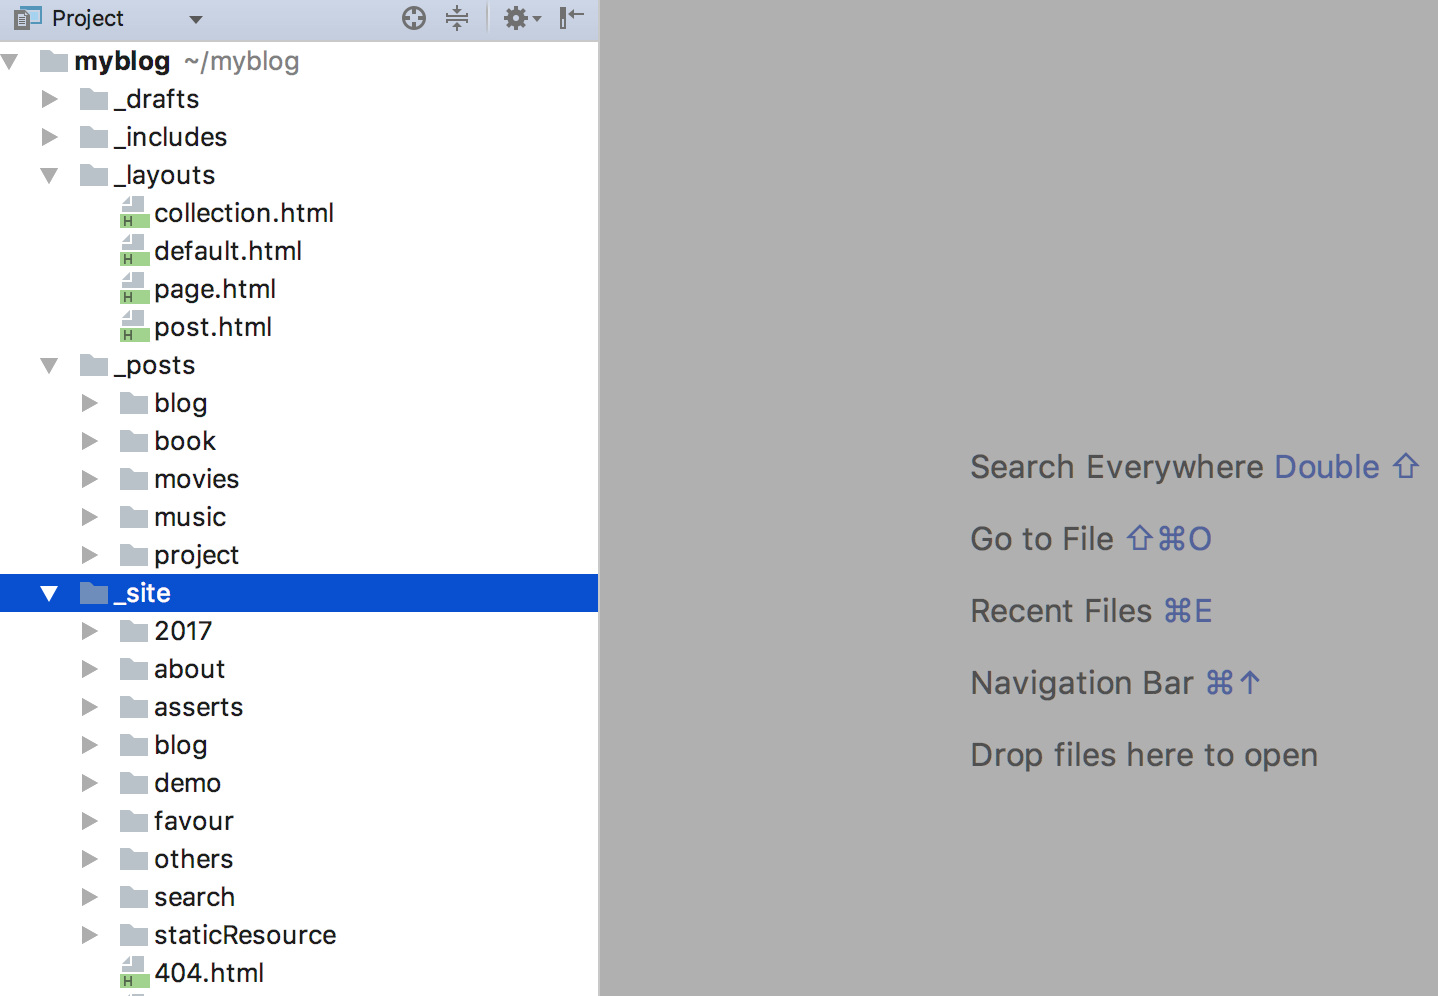 Project
myblog ~/myblog
_drafts
_includes
_layouts
H collection.html
H default.html
H page.html
H post.html
_posts
blog
book
movies
music
project
_site
2017
about
asserts
blog
demo
favour
others
search
staticResource
H 404.html
Search Everywhere Double ⇧
Go to File ⇧⌘O
Recent Files ⌘E
Navigation Bar ⌘↑
Drop files here to open